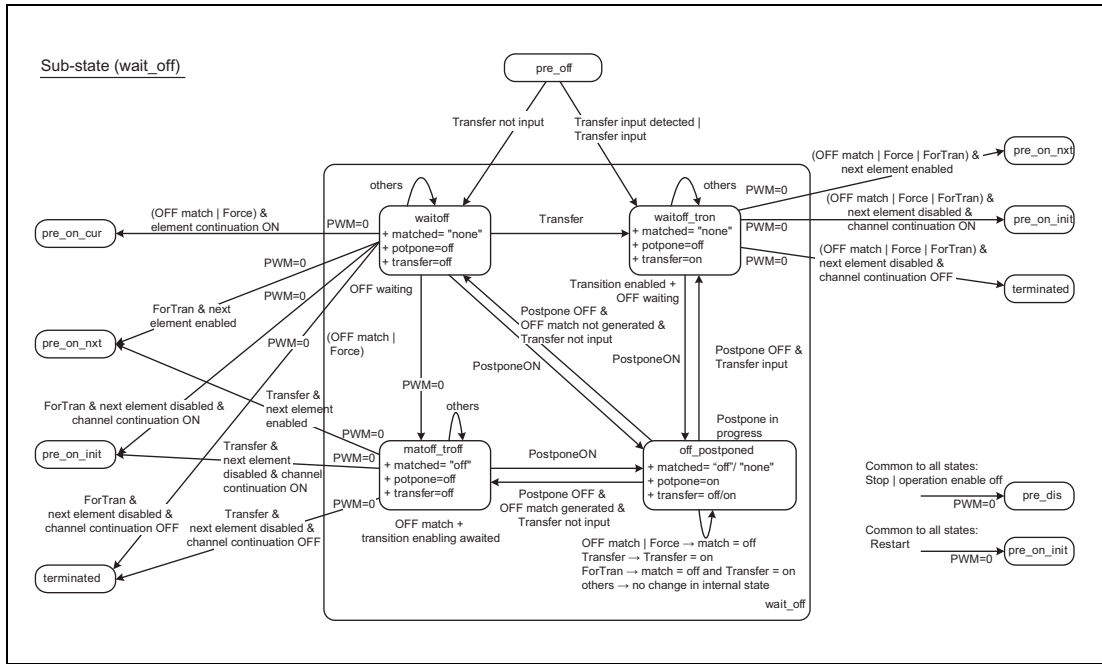 Sub-state (wait_off)
pre_off
Transfer not input
Transfer input detected |
Transfer input
(OFF match | Force | ForTran) &
next element enabled
pre_on_nxt
others
others
PWM=0
(OFF match | Force) &
element continuation ON
PWM=0
waitoff
+ matched= "none"
+ potpone=off
+ transfer=off
Transfer
waitoff_tron
+ matched= "none"
+ potpone=off
+ transfer=on
PWM=0
PWM=0
(OFF match | Force | ForTran) &
next element disabled &
channel continuation ON
pre_on_init
pre_on_cur
(OFF match | Force | ForTran) &
next element disabled &
channel continuation OFF
terminated
PWM=0
PWM=0
OFF waiting
Transition enabled +
OFF waiting
ForTran & next
element enabled
Postpone OFF &
OFF match not generated &
Transfer not input
pre_on_nxt
PWM=0
(OFF match |
Force)
PostponeON
PostponeON
Postpone OFF &
Transfer input
PWM=0
ForTran & next element disabled &
channel continuation ON
Transfer &
next element
enabled
others
Postpone in
progress
PWM=0
matoff_troff
+ matched= "off"
+ potpone=off
+ transfer=off
PostponeON
off_postponed
+ matched= “off”/ "none"
+ potpone=on
+ transfer= off/on
pre_on_init
Transfer &
next element
disabled & channel
continuation ON
PWM=0
PWM=0
Postpone OFF &
OFF match generated &
Transfer not input
Common to all states:
Stop | operation enable off
PWM=0
pre_dis
ForTran &
next element disabled &
channel continuation OFF
Transfer &
next element disabled &
channel continuation OFF
OFF match +
transition enabling awaited
OFF match | Force → match = off
Transfer → Transfer = on
ForTran → match = off and Transfer = on
others → no change in internal state
Common to all states:
Restart
PWM=0
pre_on_init
terminated
wait_off